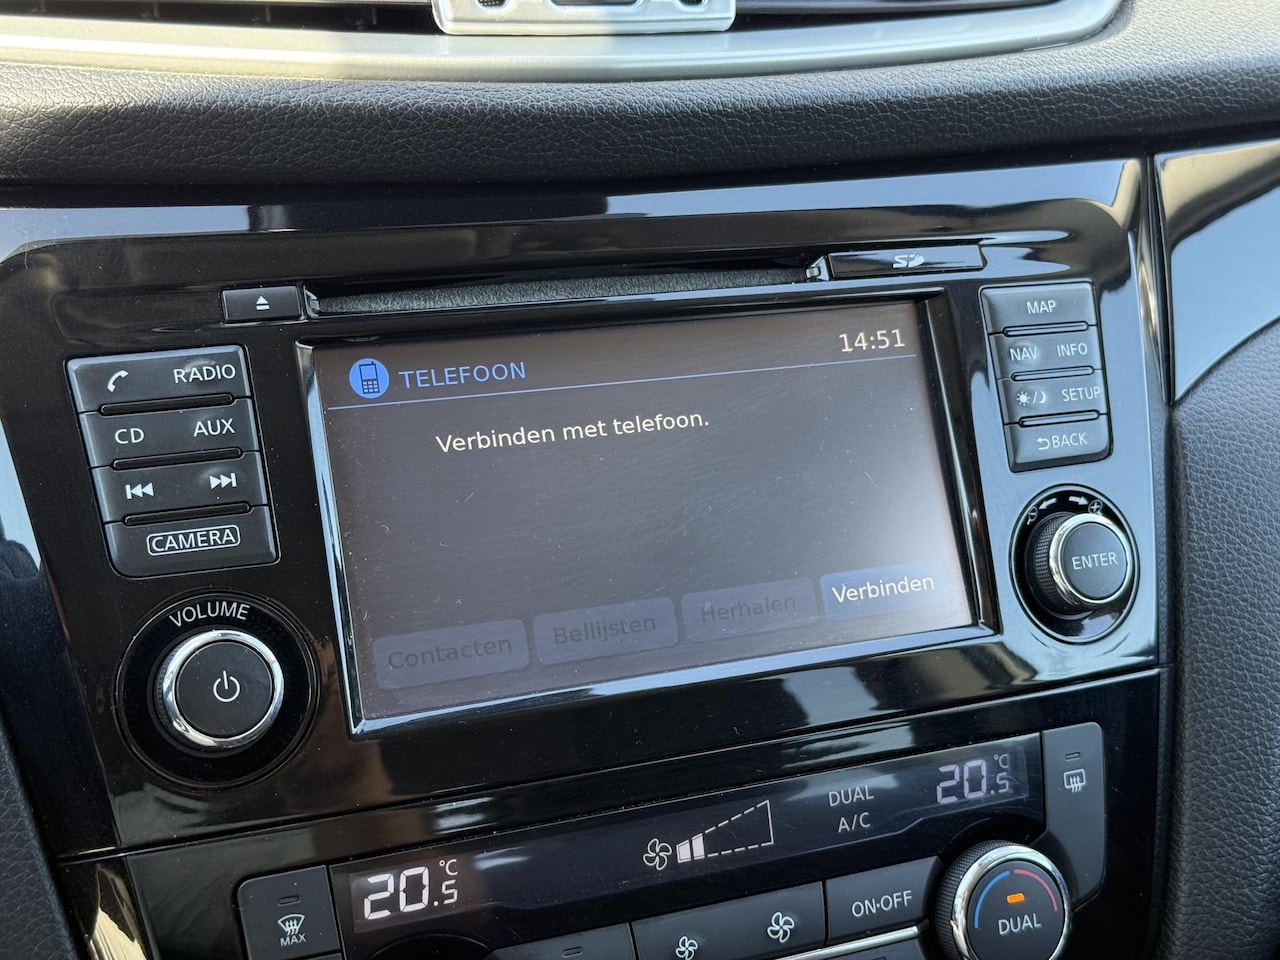 SD
MAP
NAV INFO
SETUP
BACK
RADIO
CD AUX
CAMERA
VOLUME
14:51
TELEFOON
Verbinden met telefoon.
Contacten Bellijsten Herhalen Verbinden
ENTER
20.5 °C
DUAL
A/C
20.5 °C
MAX
ON·OFF
DUAL